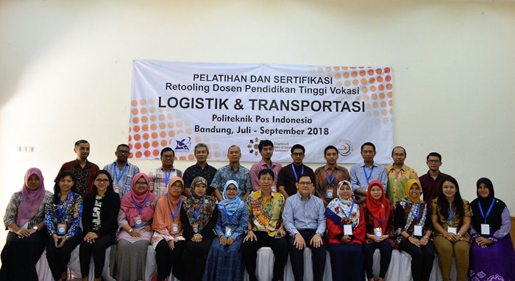 PELATIHAN DAN SERTIFIKASI
Retooling Dosen Pendidikan Tinggi Vokasi
LOGISTIK & TRANSPORTASI
Politeknik Pos Indonesia
Bandung, Juli - September 2018